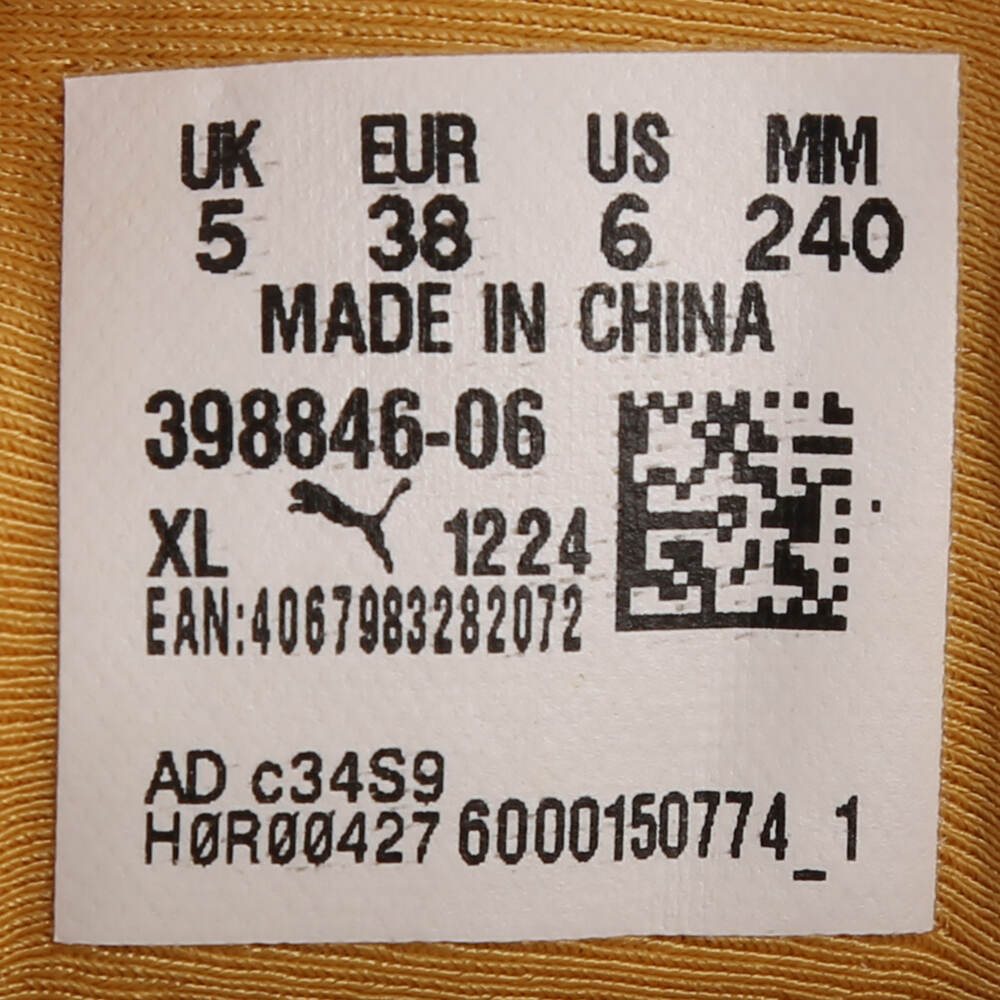 UK EUR US MM
5 38 6 240
MADE IN CHINA
398846-06
XL 1224
EAN:4067983282072
AD c34S9
HØRØØ427 6000150774_1